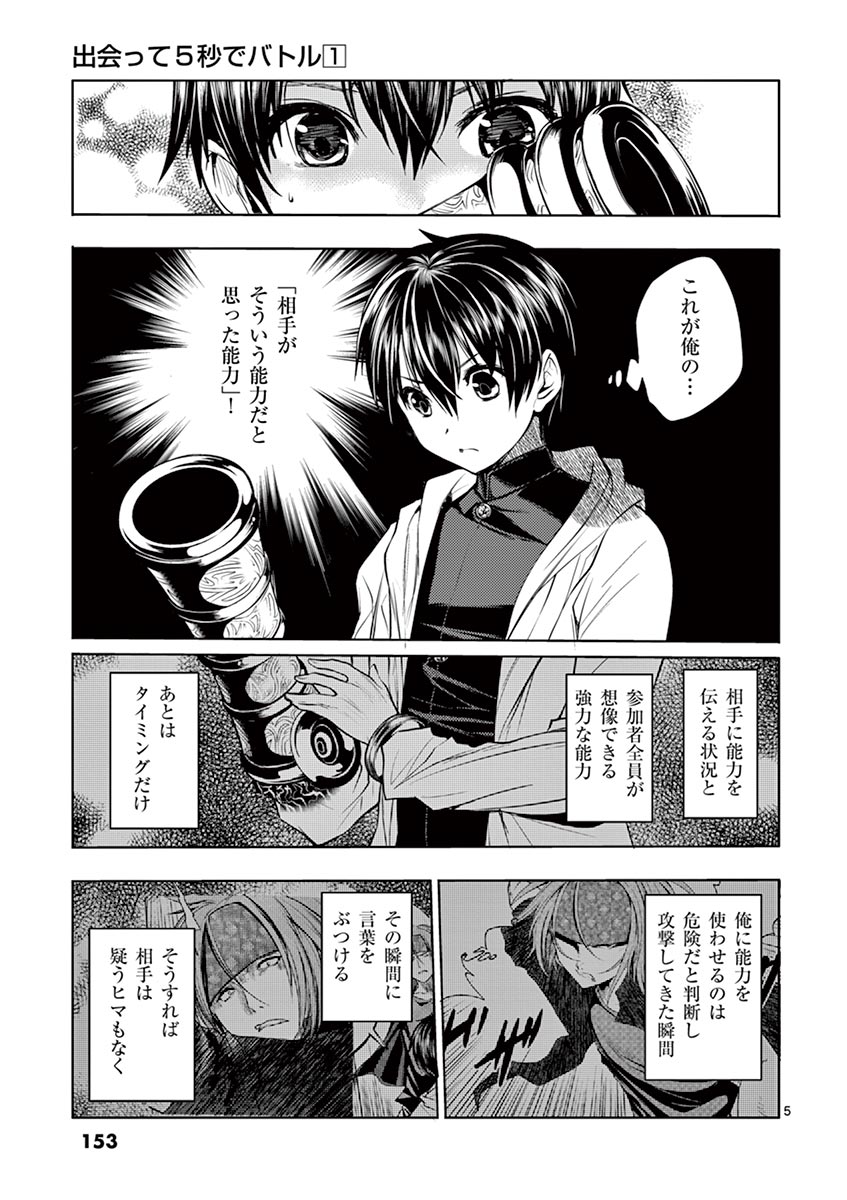 出会って5秒でバトル1
これが俺の…
「相手が
そういう能力だと
思った能力」！
相手に能力を
伝える状況と
参加者全員が
想像できる
強力な能力
あとは
タイミングだけ
俺に能力を
使わせるのは
危険だと判断し
攻撃してきた瞬間
その瞬間に
言葉を
ぶつける
そうすれば
相手は
疑うヒマもなく
5
153